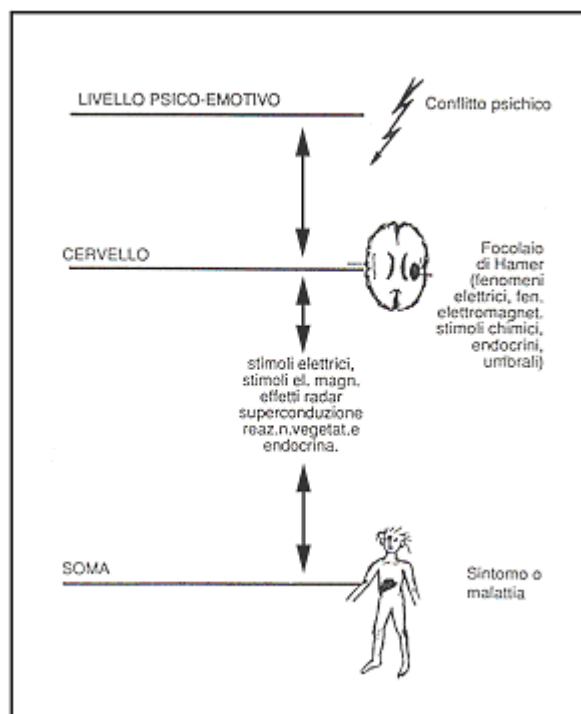 LIVELLO PSICO-EMOTIVO
Conflitto psichico
CERVELLO
Focolaio
di Hamer
(fenomeni
elettrici, fen.
elettromagnet.
stimoli chimici,
endocrini,
umorali)
stimoli elettrici,
stimoli el. magn.
effetti radar
superconduzione
reaz.n.vegetat.e
endocrina.
SOMA
Sintomo o
malattia